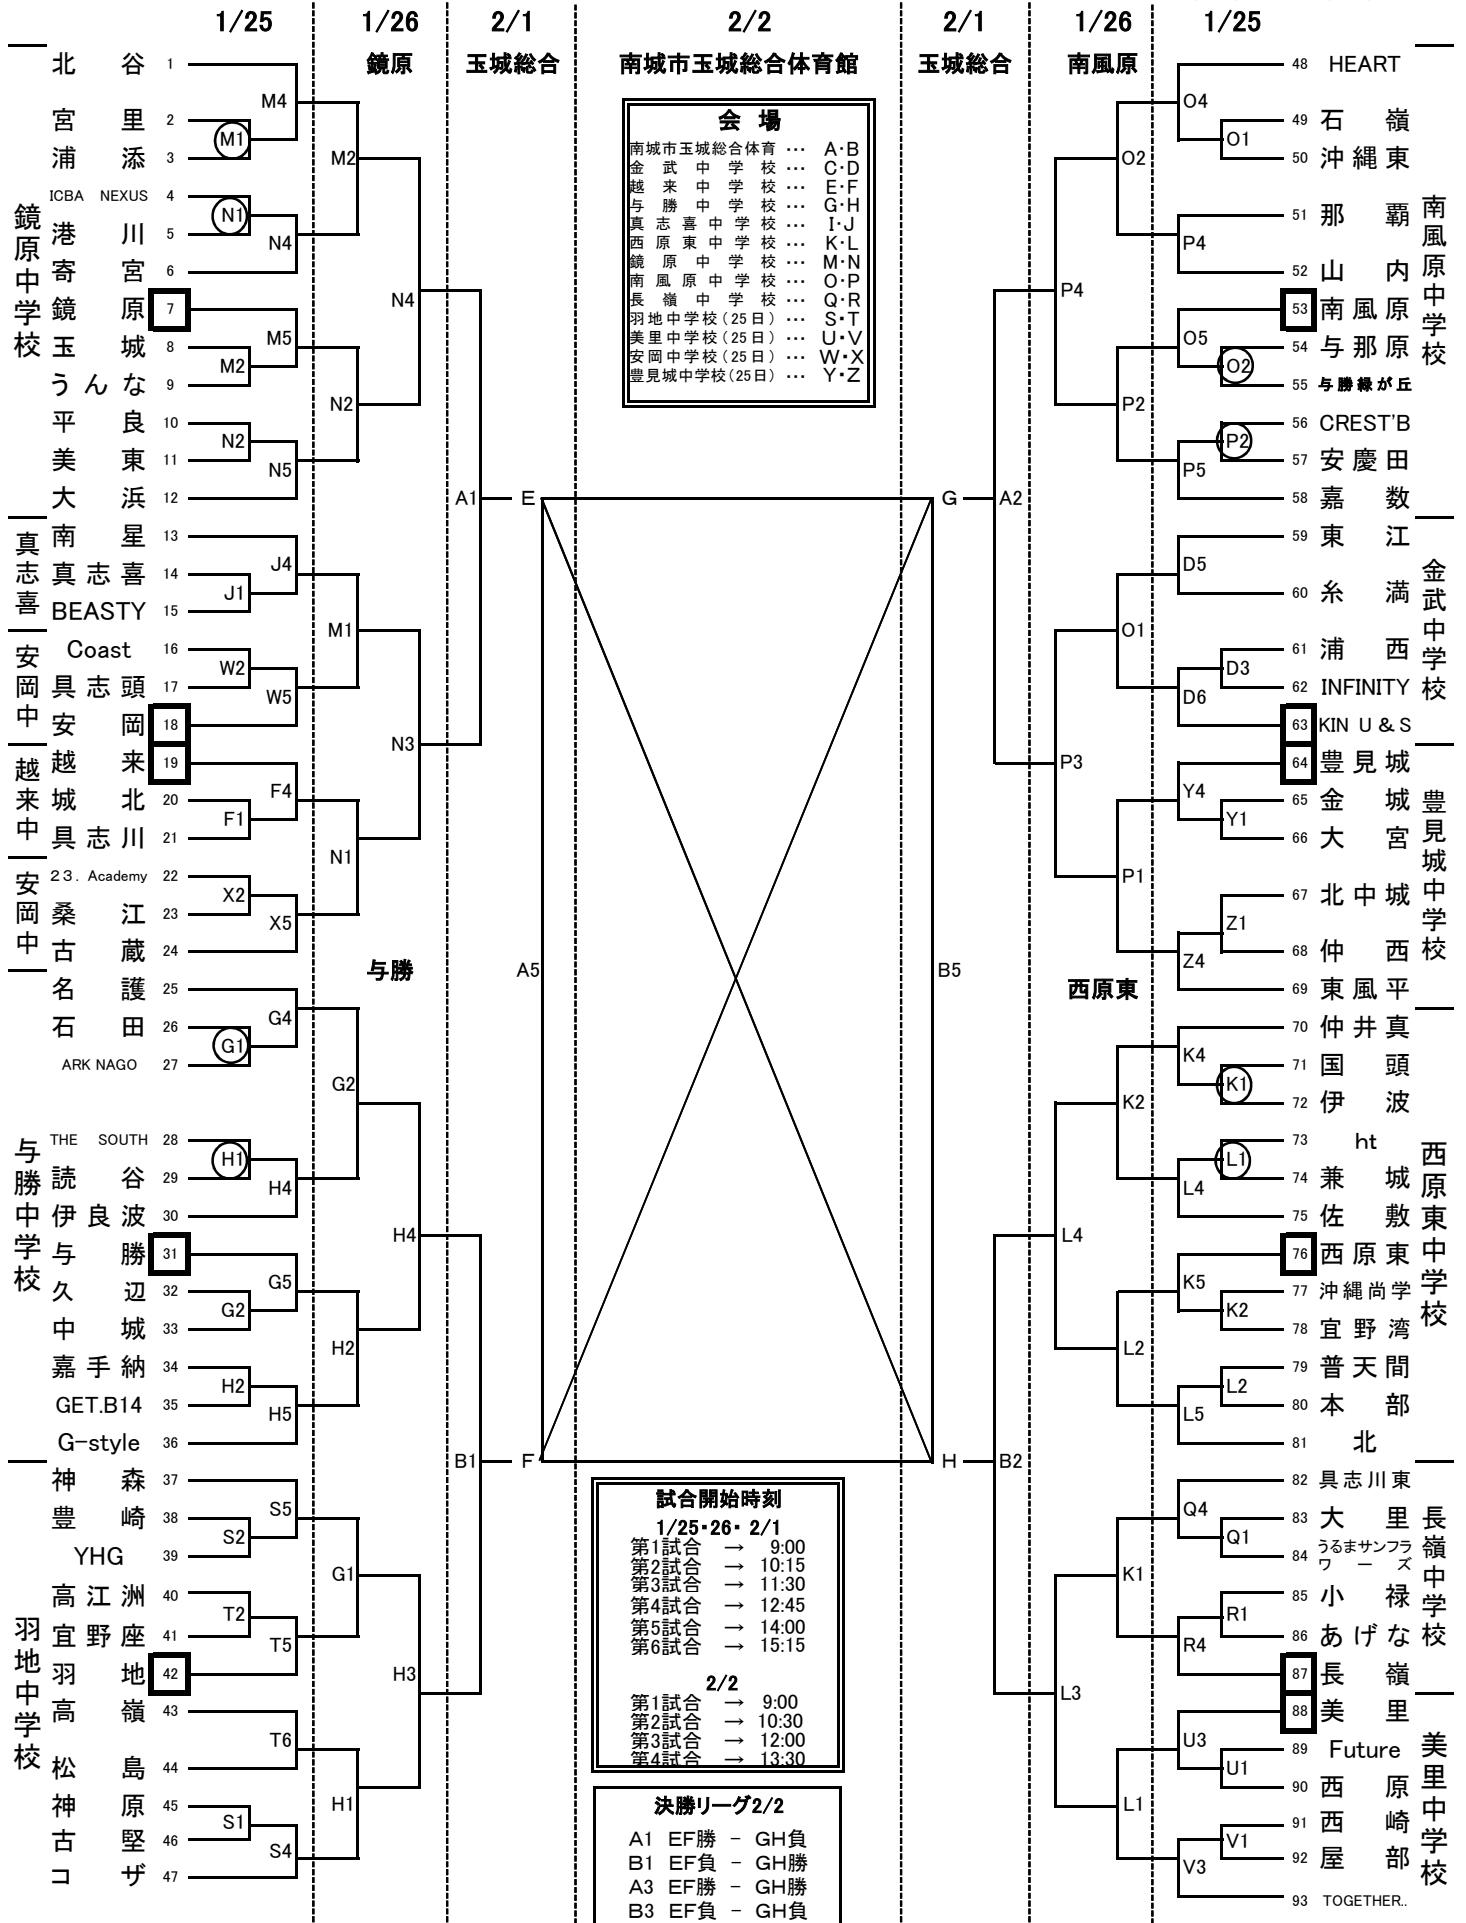 1/25 1/26 2/1 2/2 2/1 1/26 1/25
鏡原 玉城総合 南城市玉城総合体育館 玉城総合 南風原
会場
南城市玉城総合体育 … A・B
金武中学校 … C・D
越来中学校 … E・F
与勝中学校 … G・H
真志喜中学校 … I・J
西原東中学校 … K・L
鏡原中学校 … M・N
南風原中学校 … O・P
長嶺中学校 … Q・R
羽地中学校(25日) … S・T
美里中学校(25日) … U・V
安岡中学校(25日) … W・X
豊見城中学校(25日) … Y・Z
鏡原中学校
北谷 1
宮里 2
浦添 3
ICBA NEXUS 4
港川 5
寄宮 6
鏡原 7
玉城 8
うんな 9
平良 10
美東 11
大浜 12
M4
M1
N1
N4
M5
M2
N2
N5
M2
N2
N4
真志喜
南星 13
真志喜 14
BEASTY 15
J4
J1
安岡中
Coast 16
具志頭 17
安岡 18
W2
W5
M1
越来中
越来 19
城北 20
具志川 21
F4
F1
安岡中
23. Academy 22
桑江 23
古蔵 24
X2
X5
N1
N3
A1
E
与勝
与勝中学校
名護 25
石田 26
ARK NAGO 27
THE SOUTH 28
読谷 29
伊良波 30
与勝 31
久辺 32
中城 33
嘉手納 34
GET.B14 35
G-style 36
G4
G1
H1
H4
G5
G2
H2
H5
G2
H2
H4
羽地中学校
神森 37
豊崎 38
YHG 39
高江洲 40
宜野座 41
羽地 42
高嶺 43
松島 44
神原 45
古堅 46
コザ 47
S5
S2
T2
T5
T6
S1
S4
G1
H1
H3
B1
F
A5
B5
試合開始時刻
1/25・26・2/1
第1試合 → 9:00
第2試合 → 10:15
第3試合 → 11:30
第4試合 → 12:45
第5試合 → 14:00
第6試合 → 15:15
2/2
第1試合 → 9:00
第2試合 → 10:30
第3試合 → 12:00
第4試合 → 13:30
決勝リーグ2/2
A1 EF勝 - GH負
B1 EF負 - GH勝
A3 EF勝 - GH勝
B3 EF負 - GH負
南風原中学校
48 HEART
49 石嶺
50 沖縄東
51 那覇
52 山内
53 南風原
54 与那原
55 与勝緑が丘
56 CREST'B
57 安慶田
58 嘉数
O4
O1
P4
O5
O2
P2
P5
O2
P2
P4
金武中学校
59 東江
60 糸満
61 浦西
62 INFINITY
63 KIN U & S
D5
D3
D6
O1
豊見城中学校
64 豊見城
65 金城
66 大宮
67 北中城
68 仲西
69 東風平
Y4
Y1
Z1
Z4
P1
P3
A2
G
西原東
西原東中学校
70 仲井真
71 国頭
72 伊波
73 ht
74 兼城
75 佐敷
76 西原東
77 沖縄尚学
78 宜野湾
79 普天間
80 本部
81 北
K4
K1
L1
L4
K5
K2
L2
L5
K2
L2
L4
長嶺中学校
82 具志川東
83 大里
84 うるまサンフラワーズ
85 小禄
86 あげな
87 長嶺
Q4
Q1
R1
R4
K1
美里中学校
88 美里
89 Future
90 西原
91 西崎
92 屋部
93 TOGETHER..
U3
U1
V1
V3
L1
L3
B2
H